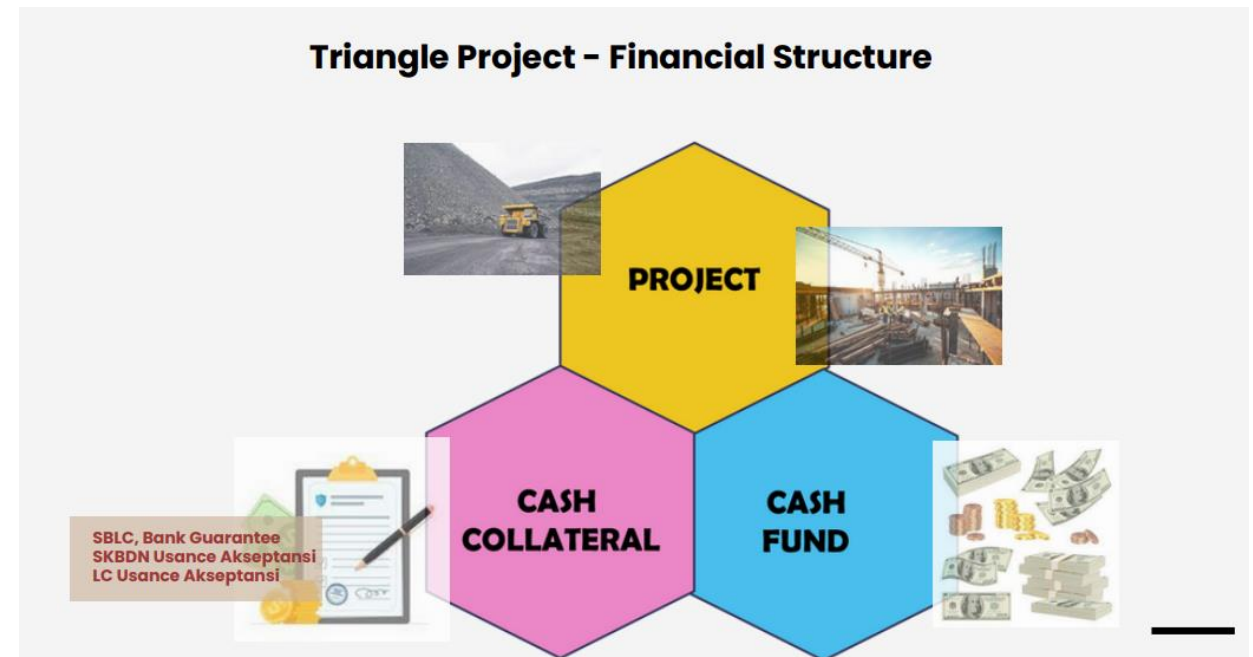 Triangle Project - Financial Structure
PROJECT
CASH
COLLATERAL
CASH
FUND
SBLC, Bank Guarantee
SKBDN Usance Akseptansi
LC Usance Akseptansi